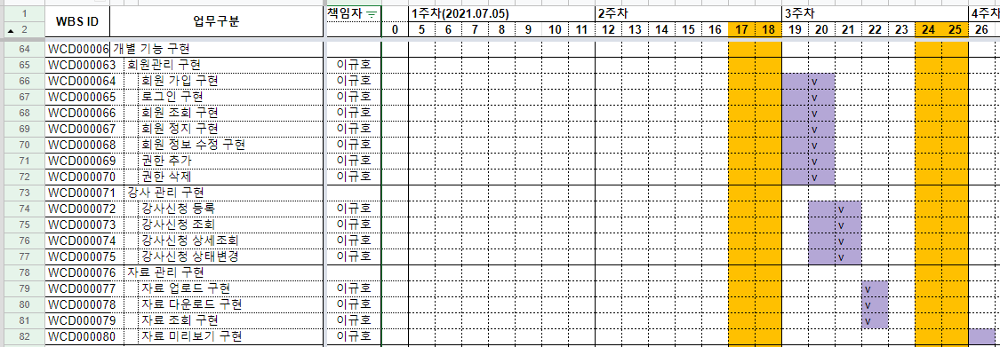 1 WBS ID 업무구분 책임자 1주차(2021.07.05) 2주차 3주차 4주차
2 0 5 6 7 8 9 10 11 12 13 14 15 16 17 18 19 20 21 22 23 24 25 26
64 WCD00006 개별 기능 구현
65 WCD000063 회원관리 구현 이규호
66 WCD000064 회원 가입 구현 이규호 v
67 WCD000065 로그인 구현 이규호 v
68 WCD000066 회원 조회 구현 이규호 v
69 WCD000067 회원 정지 구현 이규호 v
70 WCD000068 회원 정보 수정 구현 이규호 v
71 WCD000069 권한 추가 이규호 v
72 WCD000070 권한 삭제 이규호 v
73 WCD000071 강사 관리 구현
74 WCD000072 강사신청 등록 이규호 v
75 WCD000073 강사신청 조회 이규호 v
76 WCD000074 강사신청 상세조회 이규호 v
77 WCD000075 강사신청 상태변경 이규호 v
78 WCD000076 자료 관리 구현
79 WCD000077 자료 업로드 구현 이규호 v
80 WCD000078 자료 다운로드 구현 이규호 v
81 WCD000079 자료 조회 구현 이규호 v
82 WCD000080 자료 미리보기 구현 이규호